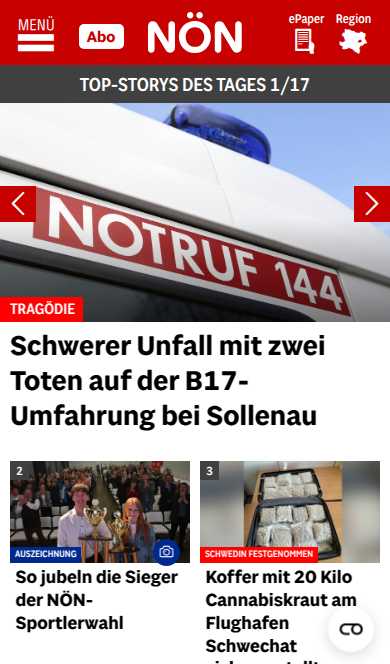 MENÜ
Abo
NÖN
ePaper
Region
TOP-STORYS DES TAGES 1/17
NOTRUF 144
TRAGÖDIE
Schwerer Unfall mit zwei
Toten auf der B17-
Umfahrung bei Sollenau
2
AUSZEICHNUNG
So jubeln die Sieger
der NÖN-
Sportlerwahl
3
SCHWEDIN FESTGENOMMEN
Koffer mit 20 Kilo
Cannabiskraut am
Flughafen
Schwechat